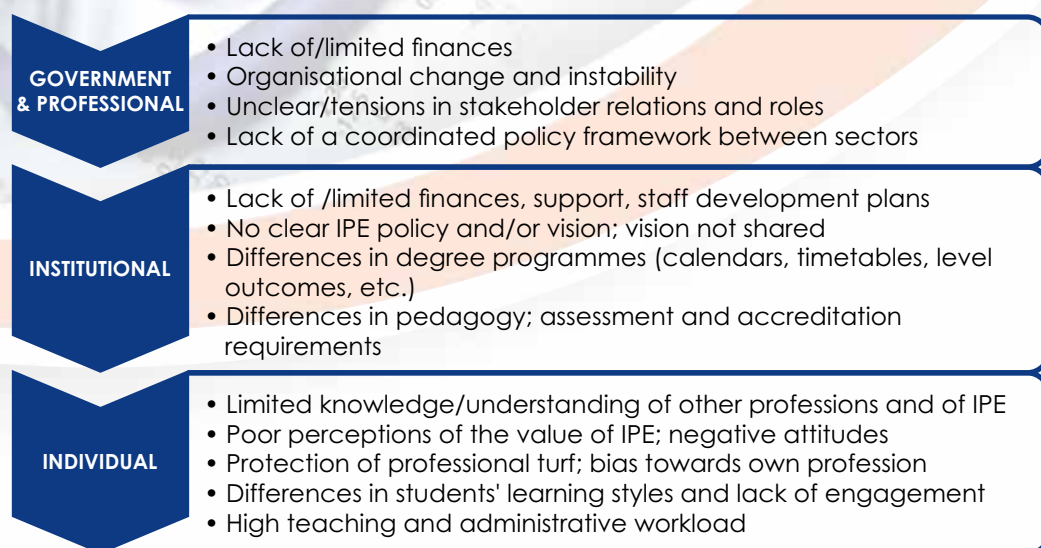 GOVERNMENT
& PROFESSIONAL
• Lack of/limited finances
• Organisational change and instability
• Unclear/tensions in stakeholder relations and roles
• Lack of a coordinated policy framework between sectors
INSTITUTIONAL
• Lack of /limited finances, support, staff development plans
• No clear IPE policy and/or vision; vision not shared
• Differences in degree programmes (calendars, timetables, level
outcomes, etc.)
• Differences in pedagogy; assessment and accreditation
requirements
INDIVIDUAL
• Limited knowledge/understanding of other professions and of IPE
• Poor perceptions of the value of IPE; negative attitudes
• Protection of professional turf; bias towards own profession
• Differences in students' learning styles and lack of engagement
• High teaching and administrative workload